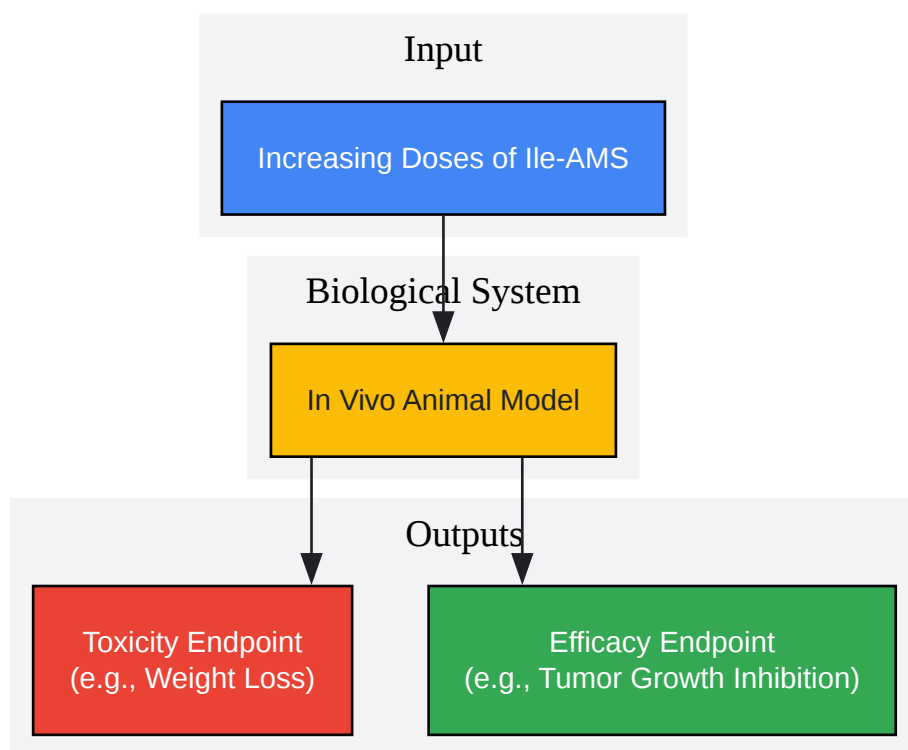 Input
Increasing Doses of Ile-AMS
Biological System
In Vivo Animal Model
Outputs
Toxicity Endpoint
(e.g., Weight Loss)
Efficacy Endpoint
(e.g., Tumor Growth Inhibition)